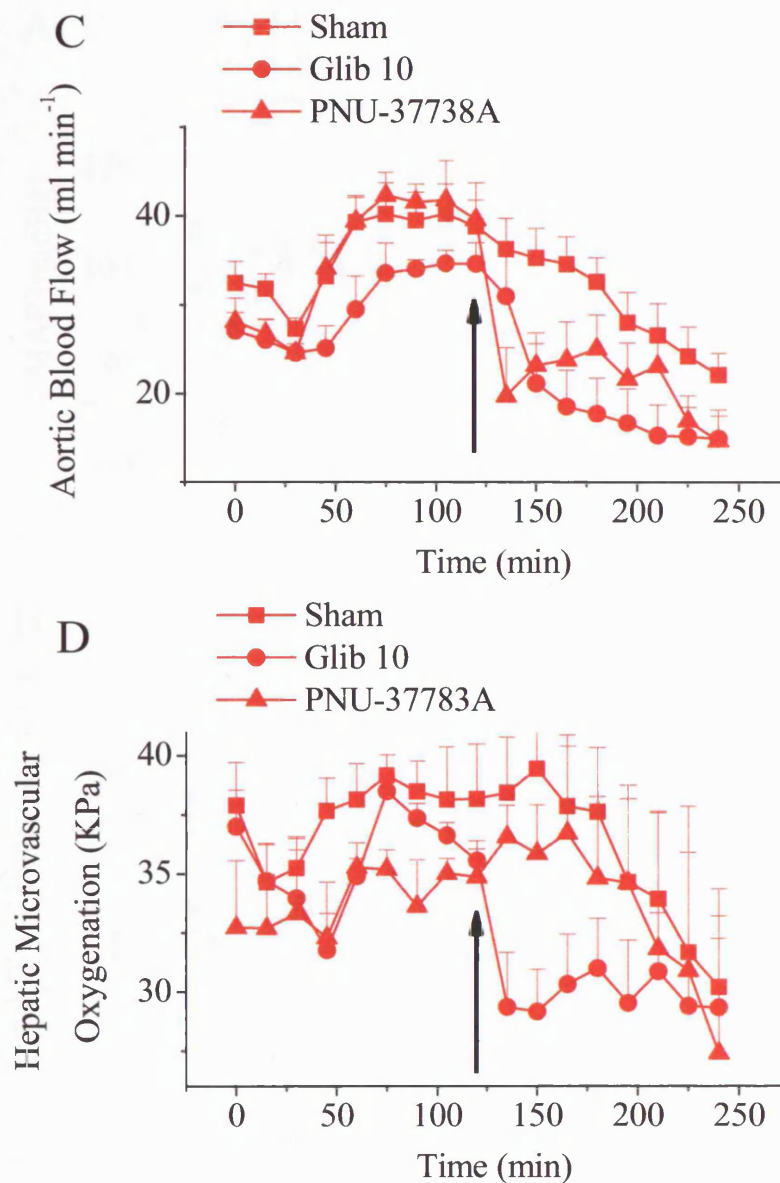 C
Sham
Glib 10
PNU-37738A
Aortic Blood Flow (ml min⁻¹)
40
20
0 50 100 150 200 250
Time (min)
D
Sham
Glib 10
PNU-37783A
Hepatic Microvascular
Oxygenation (KPa)
40
35
30
0 50 100 150 200 250
Time (min)